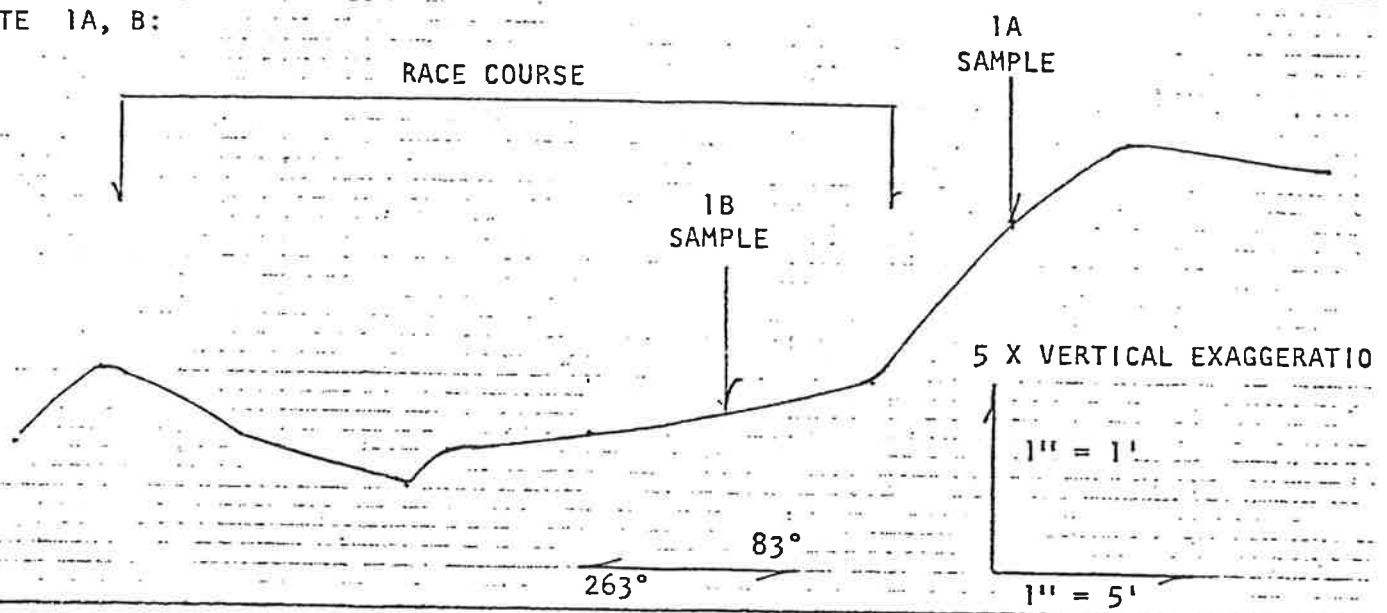 TE 1A, B:
1A
SAMPLE
RACE COURSE
1B
SAMPLE
5 X VERTICAL EXAGGERATIO
1" = 1'
83°
263°
1" = 5'